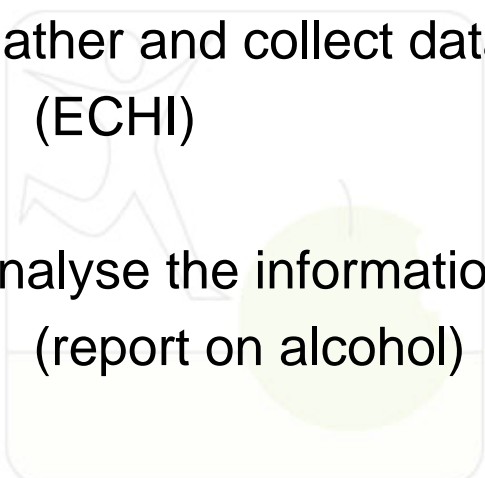 ather and collect dat
(ECHI)
nalyse the informatio
(report on alcohol)